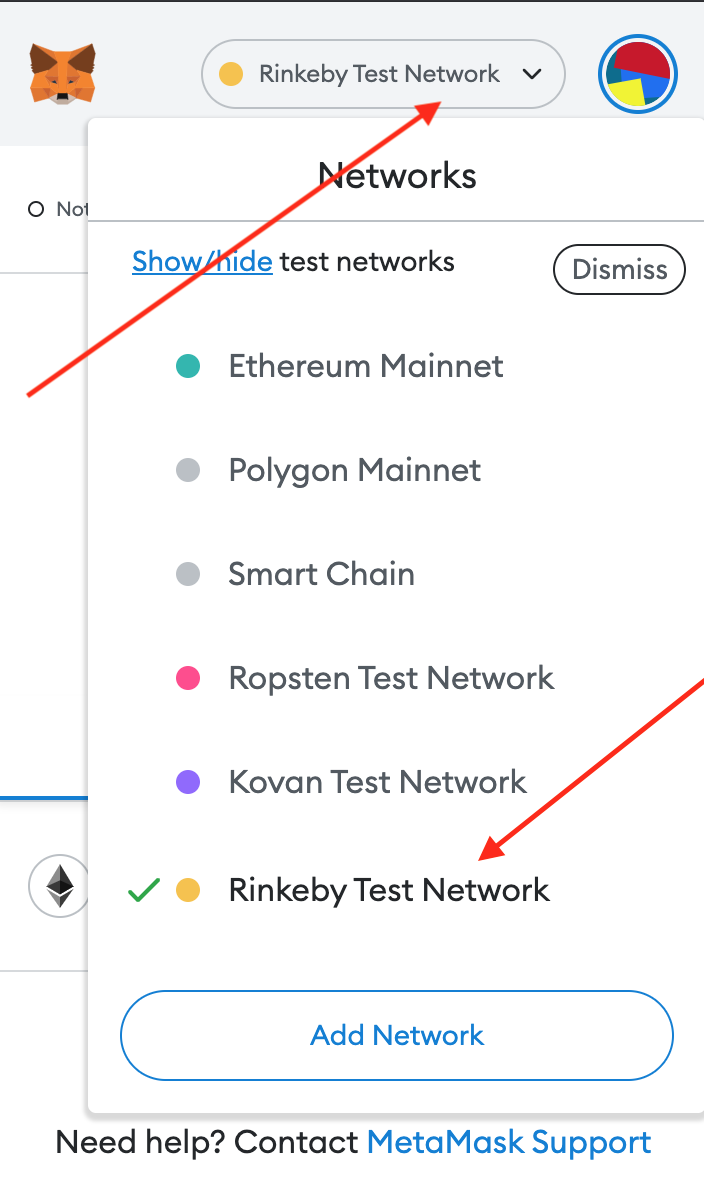 Rinkeby Test Network
Networks
Not
Show/hide test networks
Dismiss
Ethereum Mainnet
Polygon Mainnet
Smart Chain
Ropsten Test Network
Kovan Test Network
Rinkeby Test Network
Add Network
Need help? Contact MetaMask Support